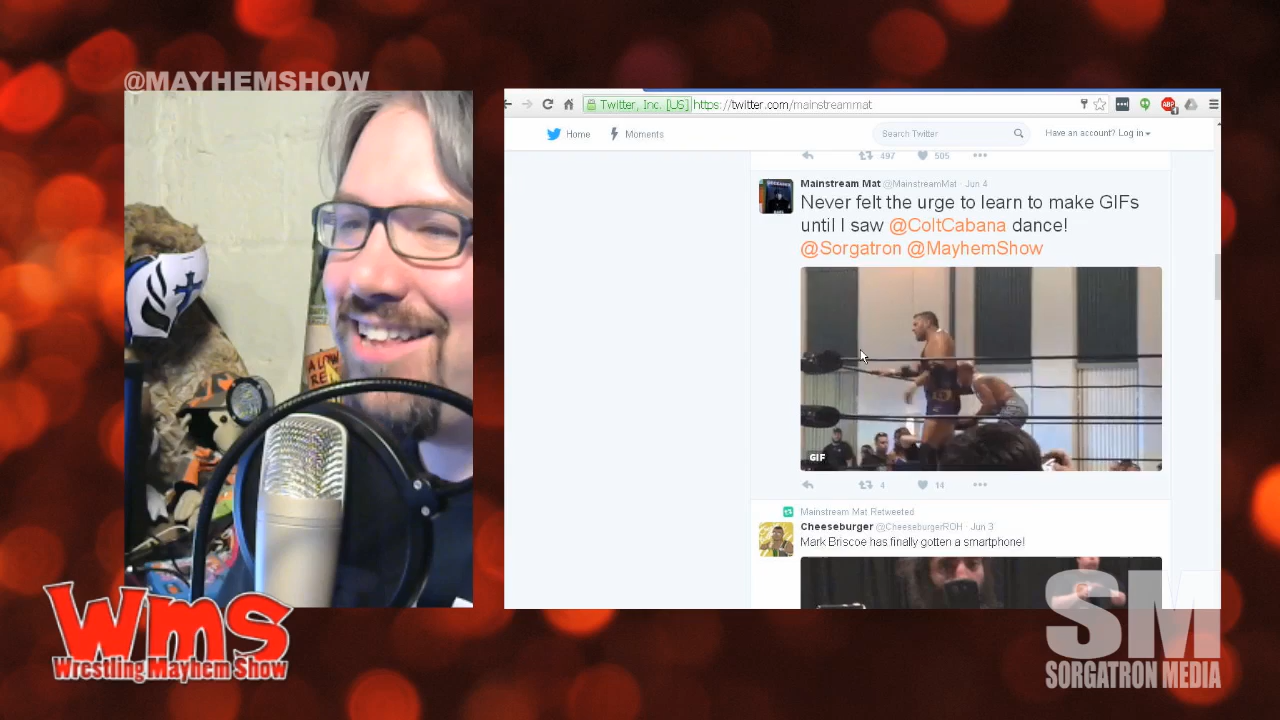 @MAYHEMSHOW
Twitter, Inc. [US] https://twitter.com/mainstreammat
ABP
Home Moments Search Twitter Have an account? Log in
497 505
Mainstream Mat @MainstreamMat · Jun 4
Never felt the urge to learn to make GIFs
until I saw @ColtCabana dance!
@Sorgatron @MayhemShow
GIF
4 14
Mainstream Mat Retweeted
Cheeseburger @CheeseburgerROH · Jun 3
Mark Briscoe has finally gotten a smartphone!
Wms
Wrestling Mayhem Show
SM
SORGATRON MEDIA